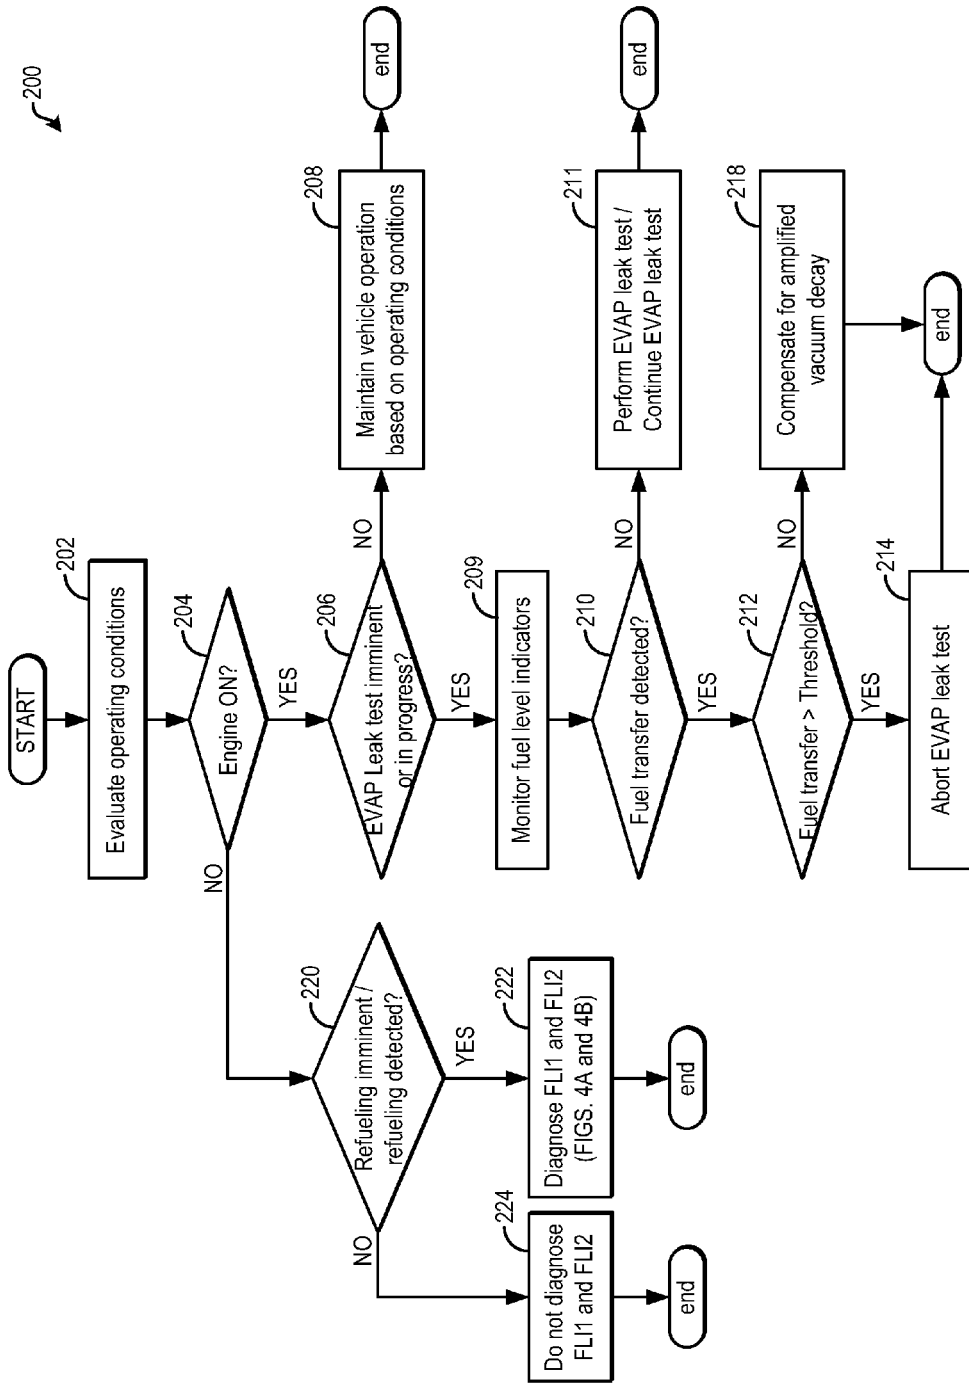 200
START
202
Evaluate operating conditions
204
Engine ON?
NO
YES
206
EVAP Leak test imminent
or in progress?
NO
208
Maintain vehicle operation
based on operating conditions
end
YES
209
Monitor fuel level indicators
210
Fuel transfer detected?
NO
211
Perform EVAP leak test /
Continue EVAP leak test
end
YES
212
Fuel transfer > Threshold?
NO
218
Compensate for amplified
vacuum decay
YES
214
Abort EVAP leak test
end
220
Refueling imminent /
refueling detected?
NO
YES
222
Diagnose FLI1 and FLI2
(FIGS. 4A and 4B)
end
224
Do not diagnose
FLI1 and FLI2
end